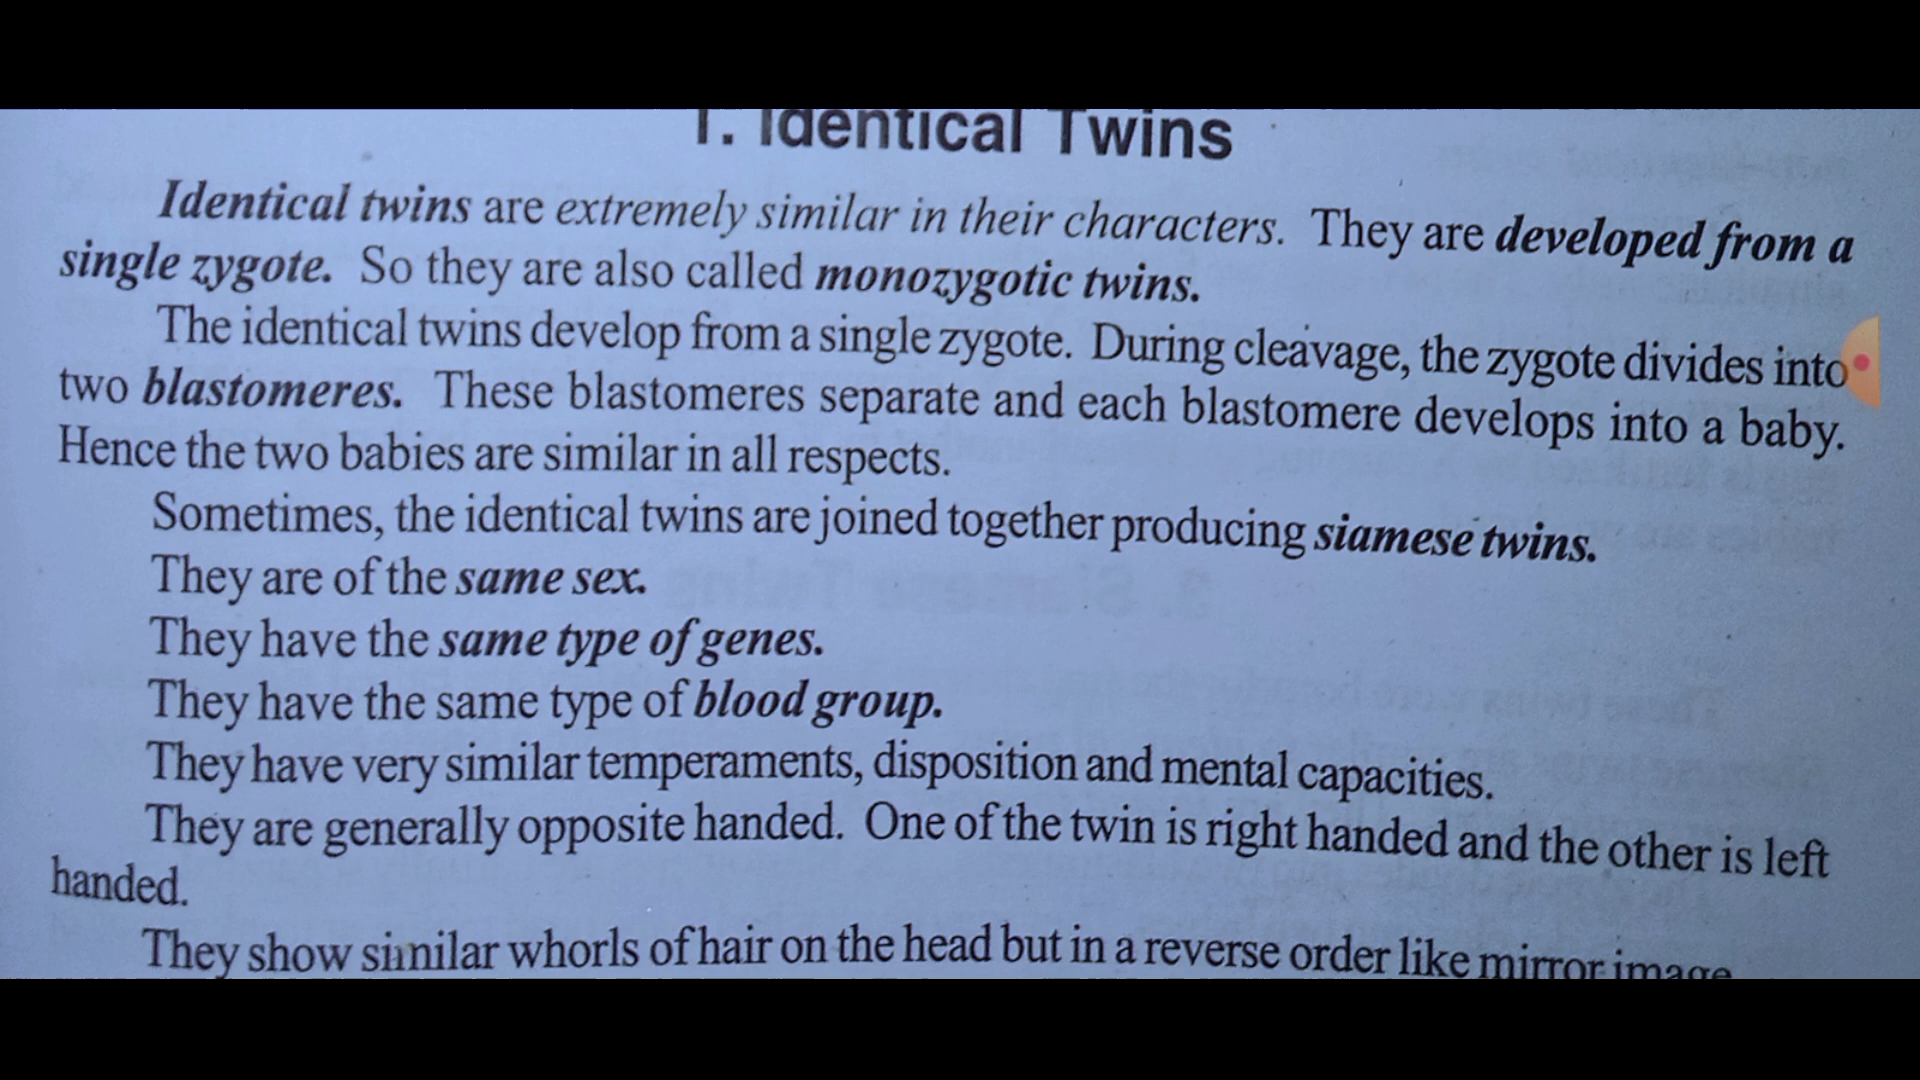 1. Identical Twins
Identical twins are extremely similar in their characters. They are developed from a
single zygote. So they are also called monozygotic twins.
The identical twins develop from a single zygote. During cleavage, the zygote divides into
two blastomeres. These blastomeres separate and each blastomere develops into a baby.
Hence the two babies are similar in all respects.
Sometimes, the identical twins are joined together producing siamese twins.
They are of the same sex.
They have the same type of genes.
They have the same type of blood group.
They have very similar temperaments, disposition and mental capacities.
They are generally opposite handed. One of the twin is right handed and the other is left
handed.
They show similar whorls of hair on the head but in a reverse order like mirror image